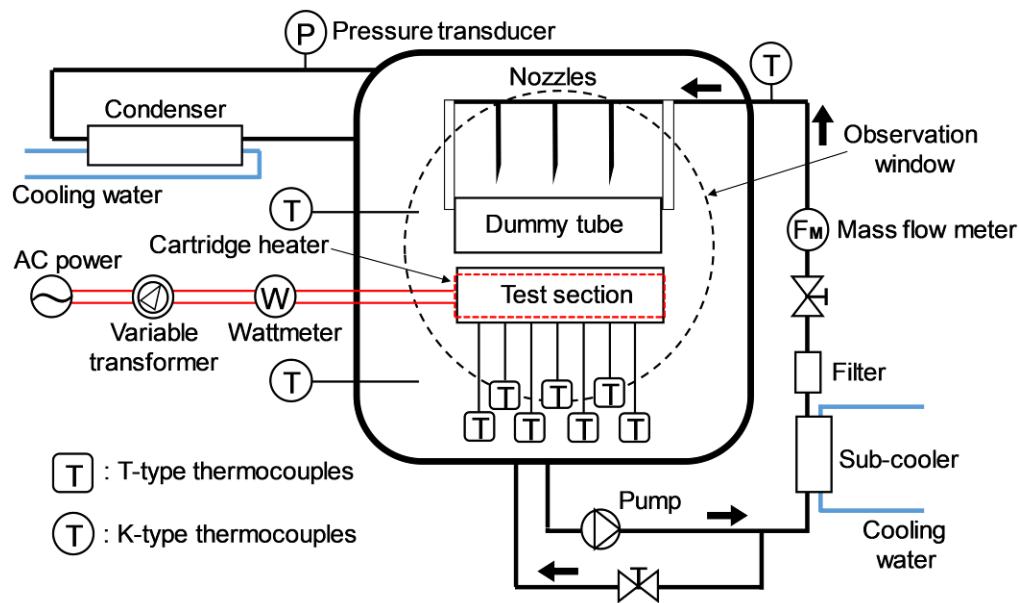 P
Pressure transducer
T
Nozzles
Condenser
Observation
window
Cooling water
T
Dummy tube
FM
Mass flow meter
Cartridge heater
AC power
W
Test section
Variable
transformer
Wattmeter
T
Filter
T T T
T T T T
Sub-cooler
T : T-type thermocouples
Pump
T : K-type thermocouples
Cooling
water
T